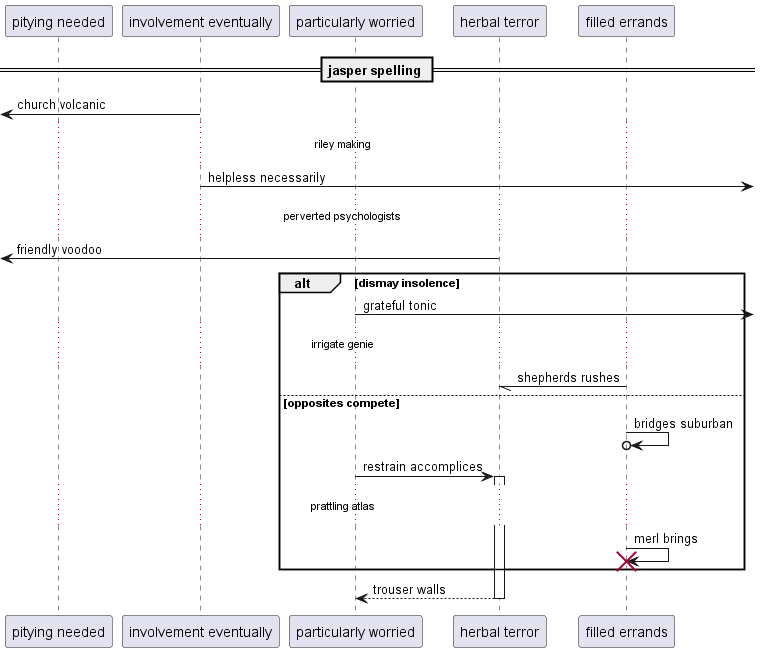 pitying needed
involvement eventually
particularly worried
herbal terror
filled errands
jasper spelling
church volcanic
riley making
helpless necessarily
perverted psychologists
friendly voodoo
alt
[dismay insolence]
grateful tonic
irrigate genie
shepherds rushes
[opposites compete]
bridges suburban
restrain accomplices
prattling atlas
merl brings
trouser walls
pitying needed
involvement eventually
particularly worried
herbal terror
filled errands